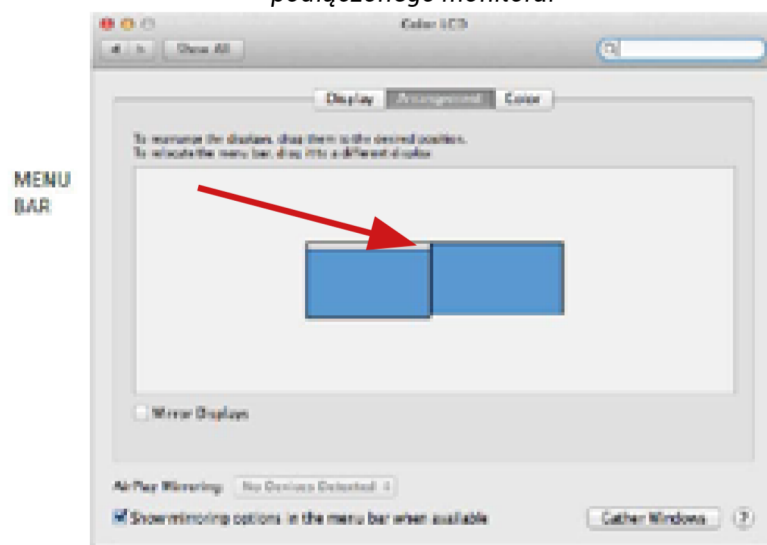 podłączonego monitora.
Color LCD
Show All
Display Arrangement Color
To rearrange the displays, drag them to the desired position.
To relocate the menu bar, drag it to a different display.
MENU
BAR
Mirror Displays
AirPlay Mirroring: No Devices Detected
Show mirroring options in the menu bar when available
Gather Windows ?